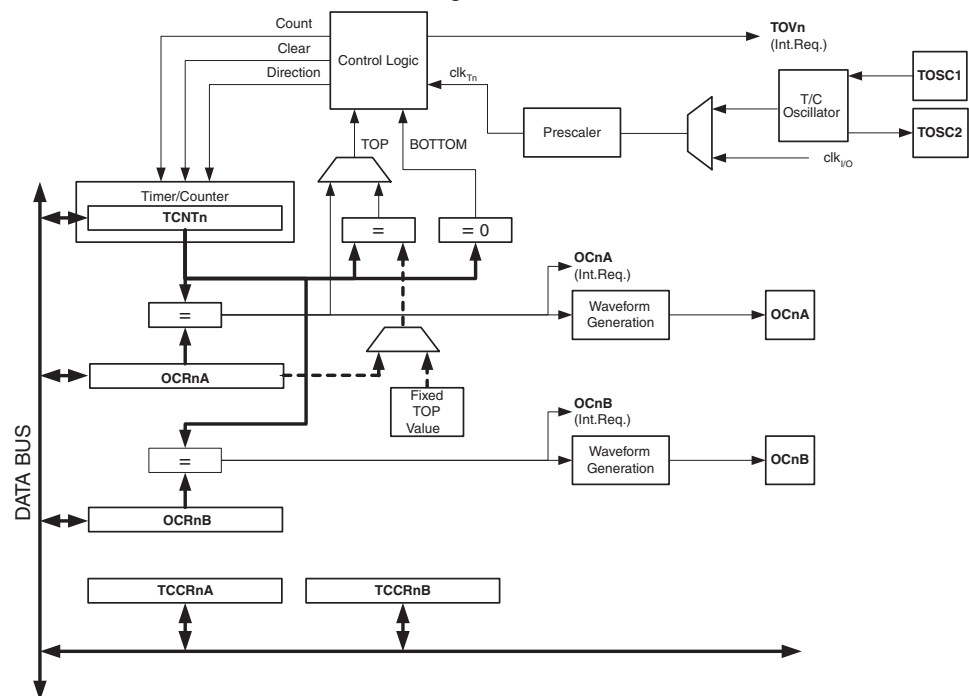 Count
Clear
Direction
Control Logic
TOVn
(Int.Req.)
clkTn
TOSC1
T/C
Oscillator
TOSC2
Prescaler
clkI/O
TOP
BOTTOM
Timer/Counter
TCNTn
=
= 0
OCnA
(Int.Req.)
=
Waveform
Generation
OCnA
OCRnA
Fixed
TOP
Value
OCnB
(Int.Req.)
=
Waveform
Generation
OCnB
OCRnB
DATA BUS
TCCRnA
TCCRnB